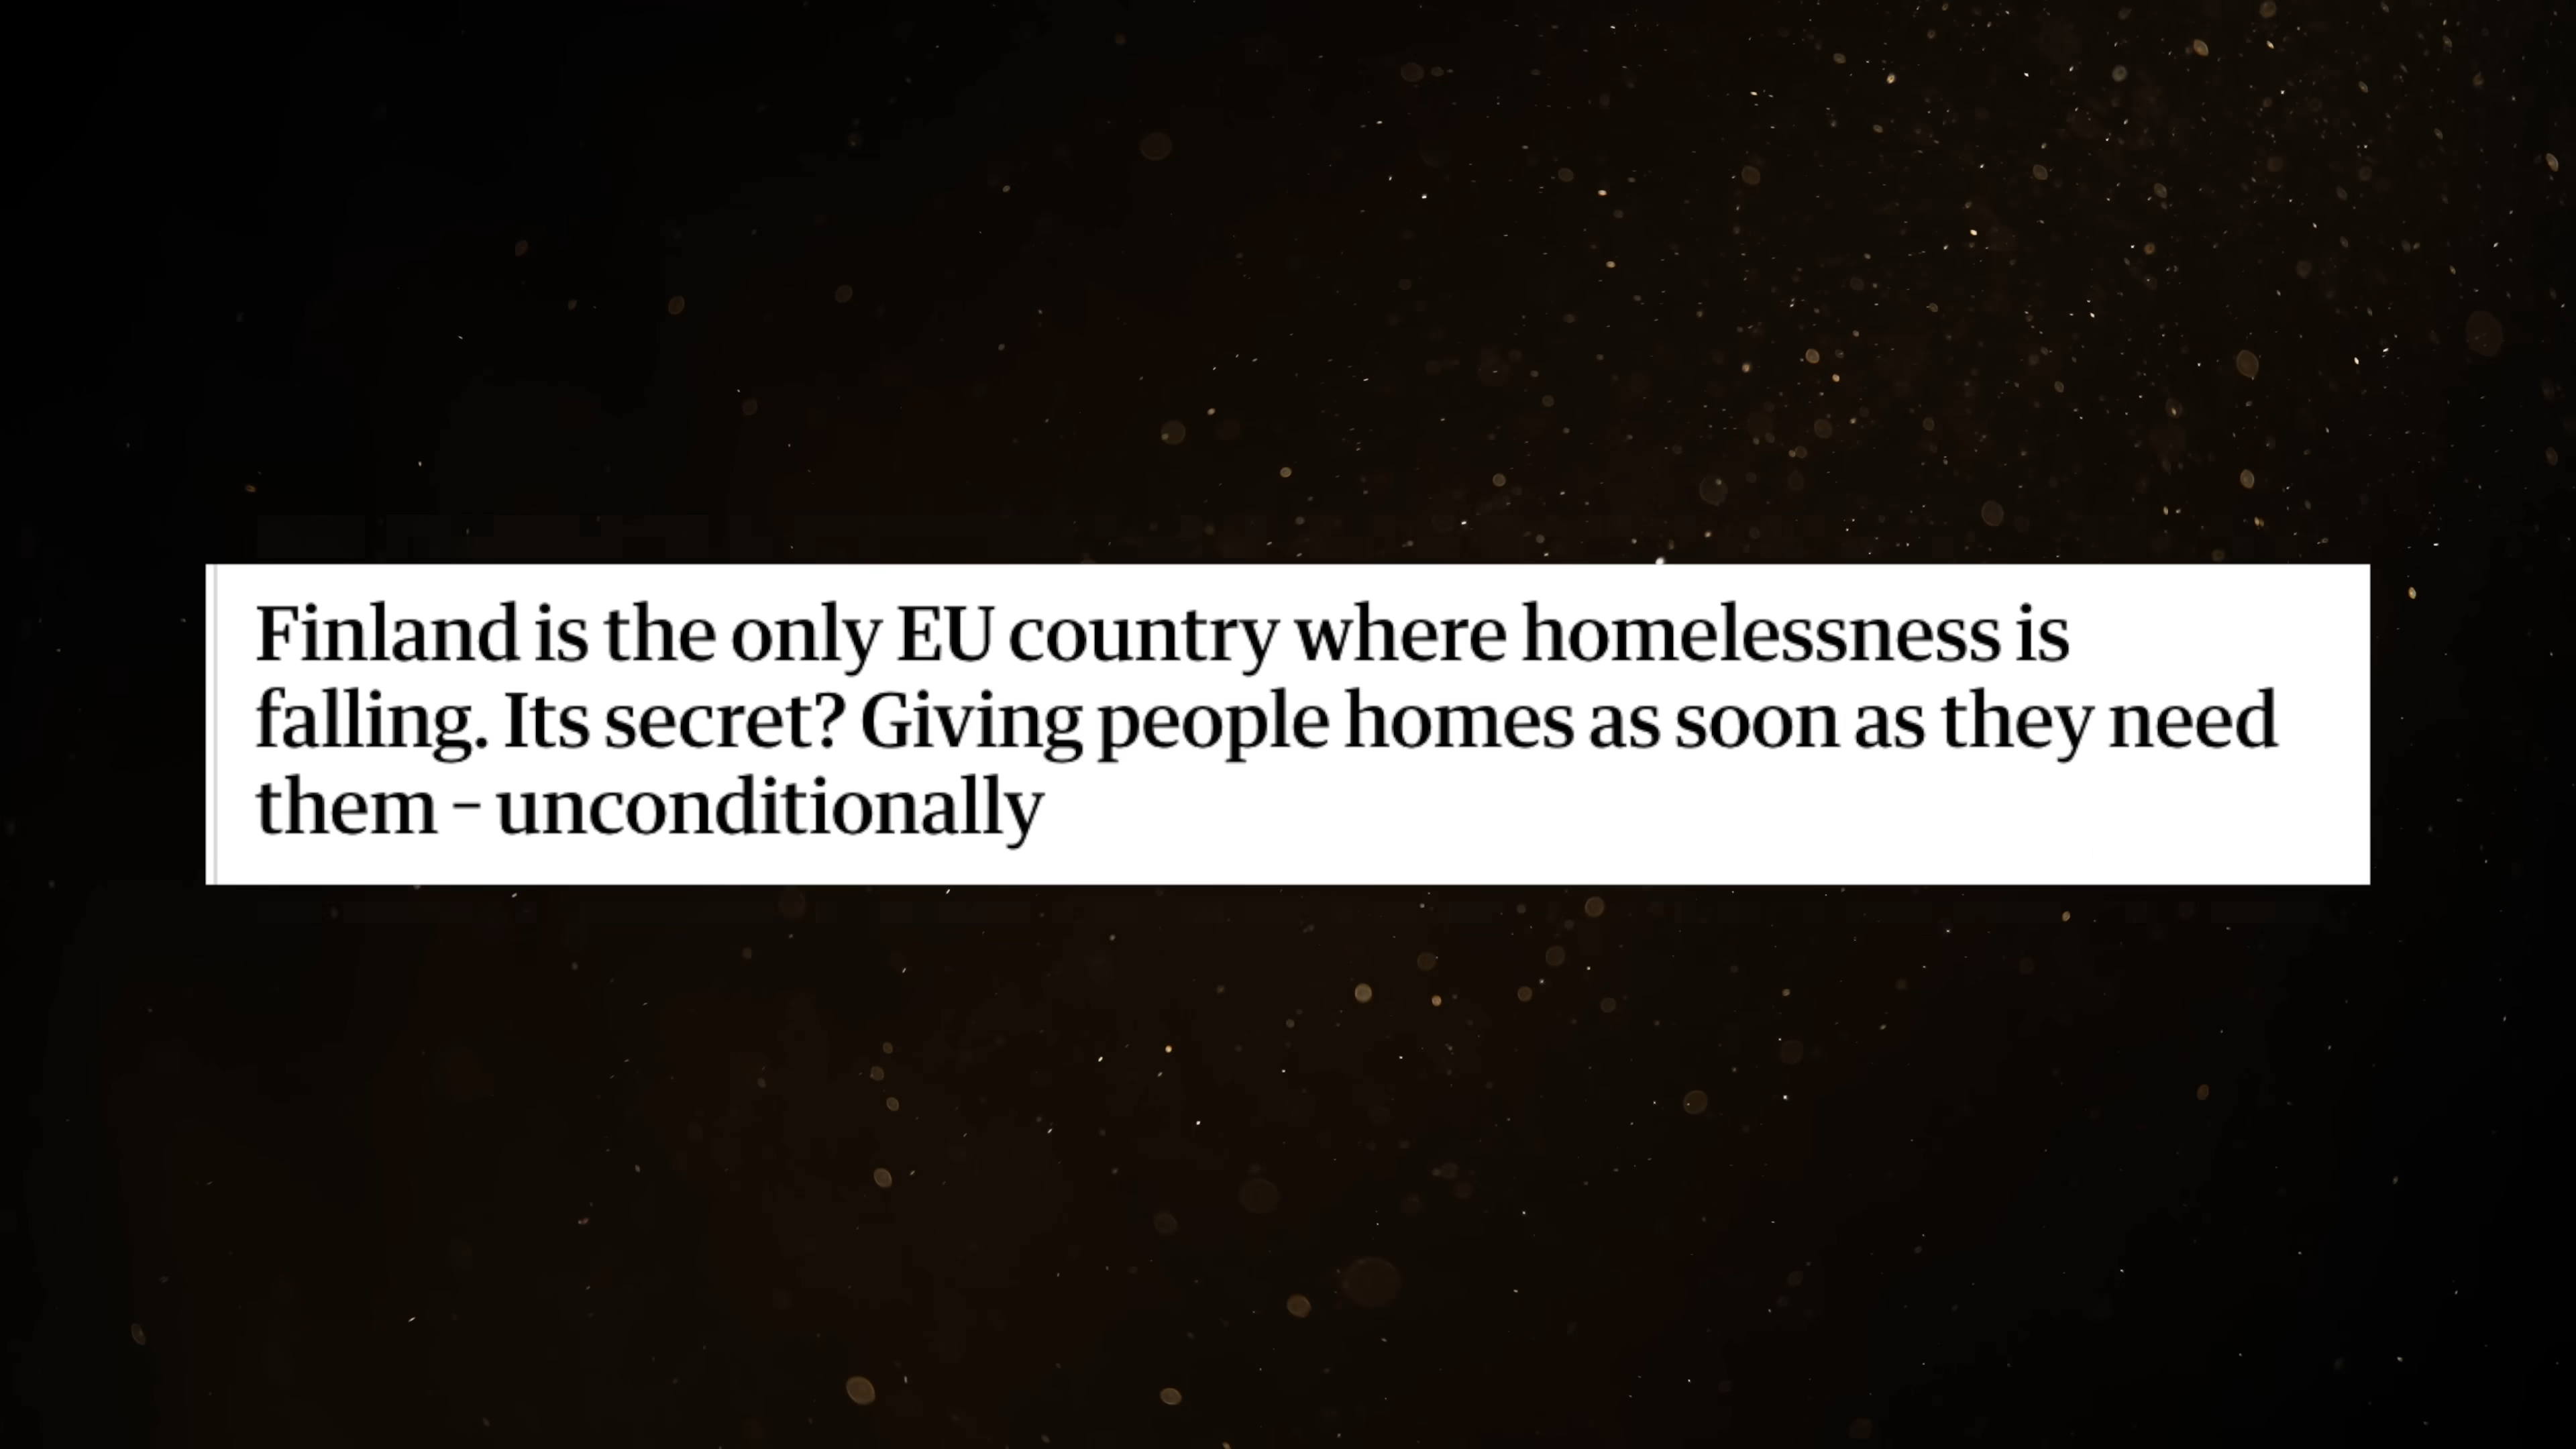 Finland is the only EU country where homelessness is
falling. Its secret? Giving people homes as soon as they need
them – unconditionally